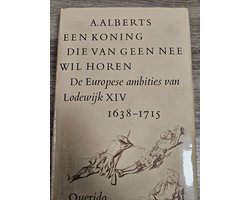 A. ALBERTS
EEN KONING
DIE VAN GEEN NEE
WIL HOREN
De Europese ambities van
Lodewijk XIV
1638-1715
Querido